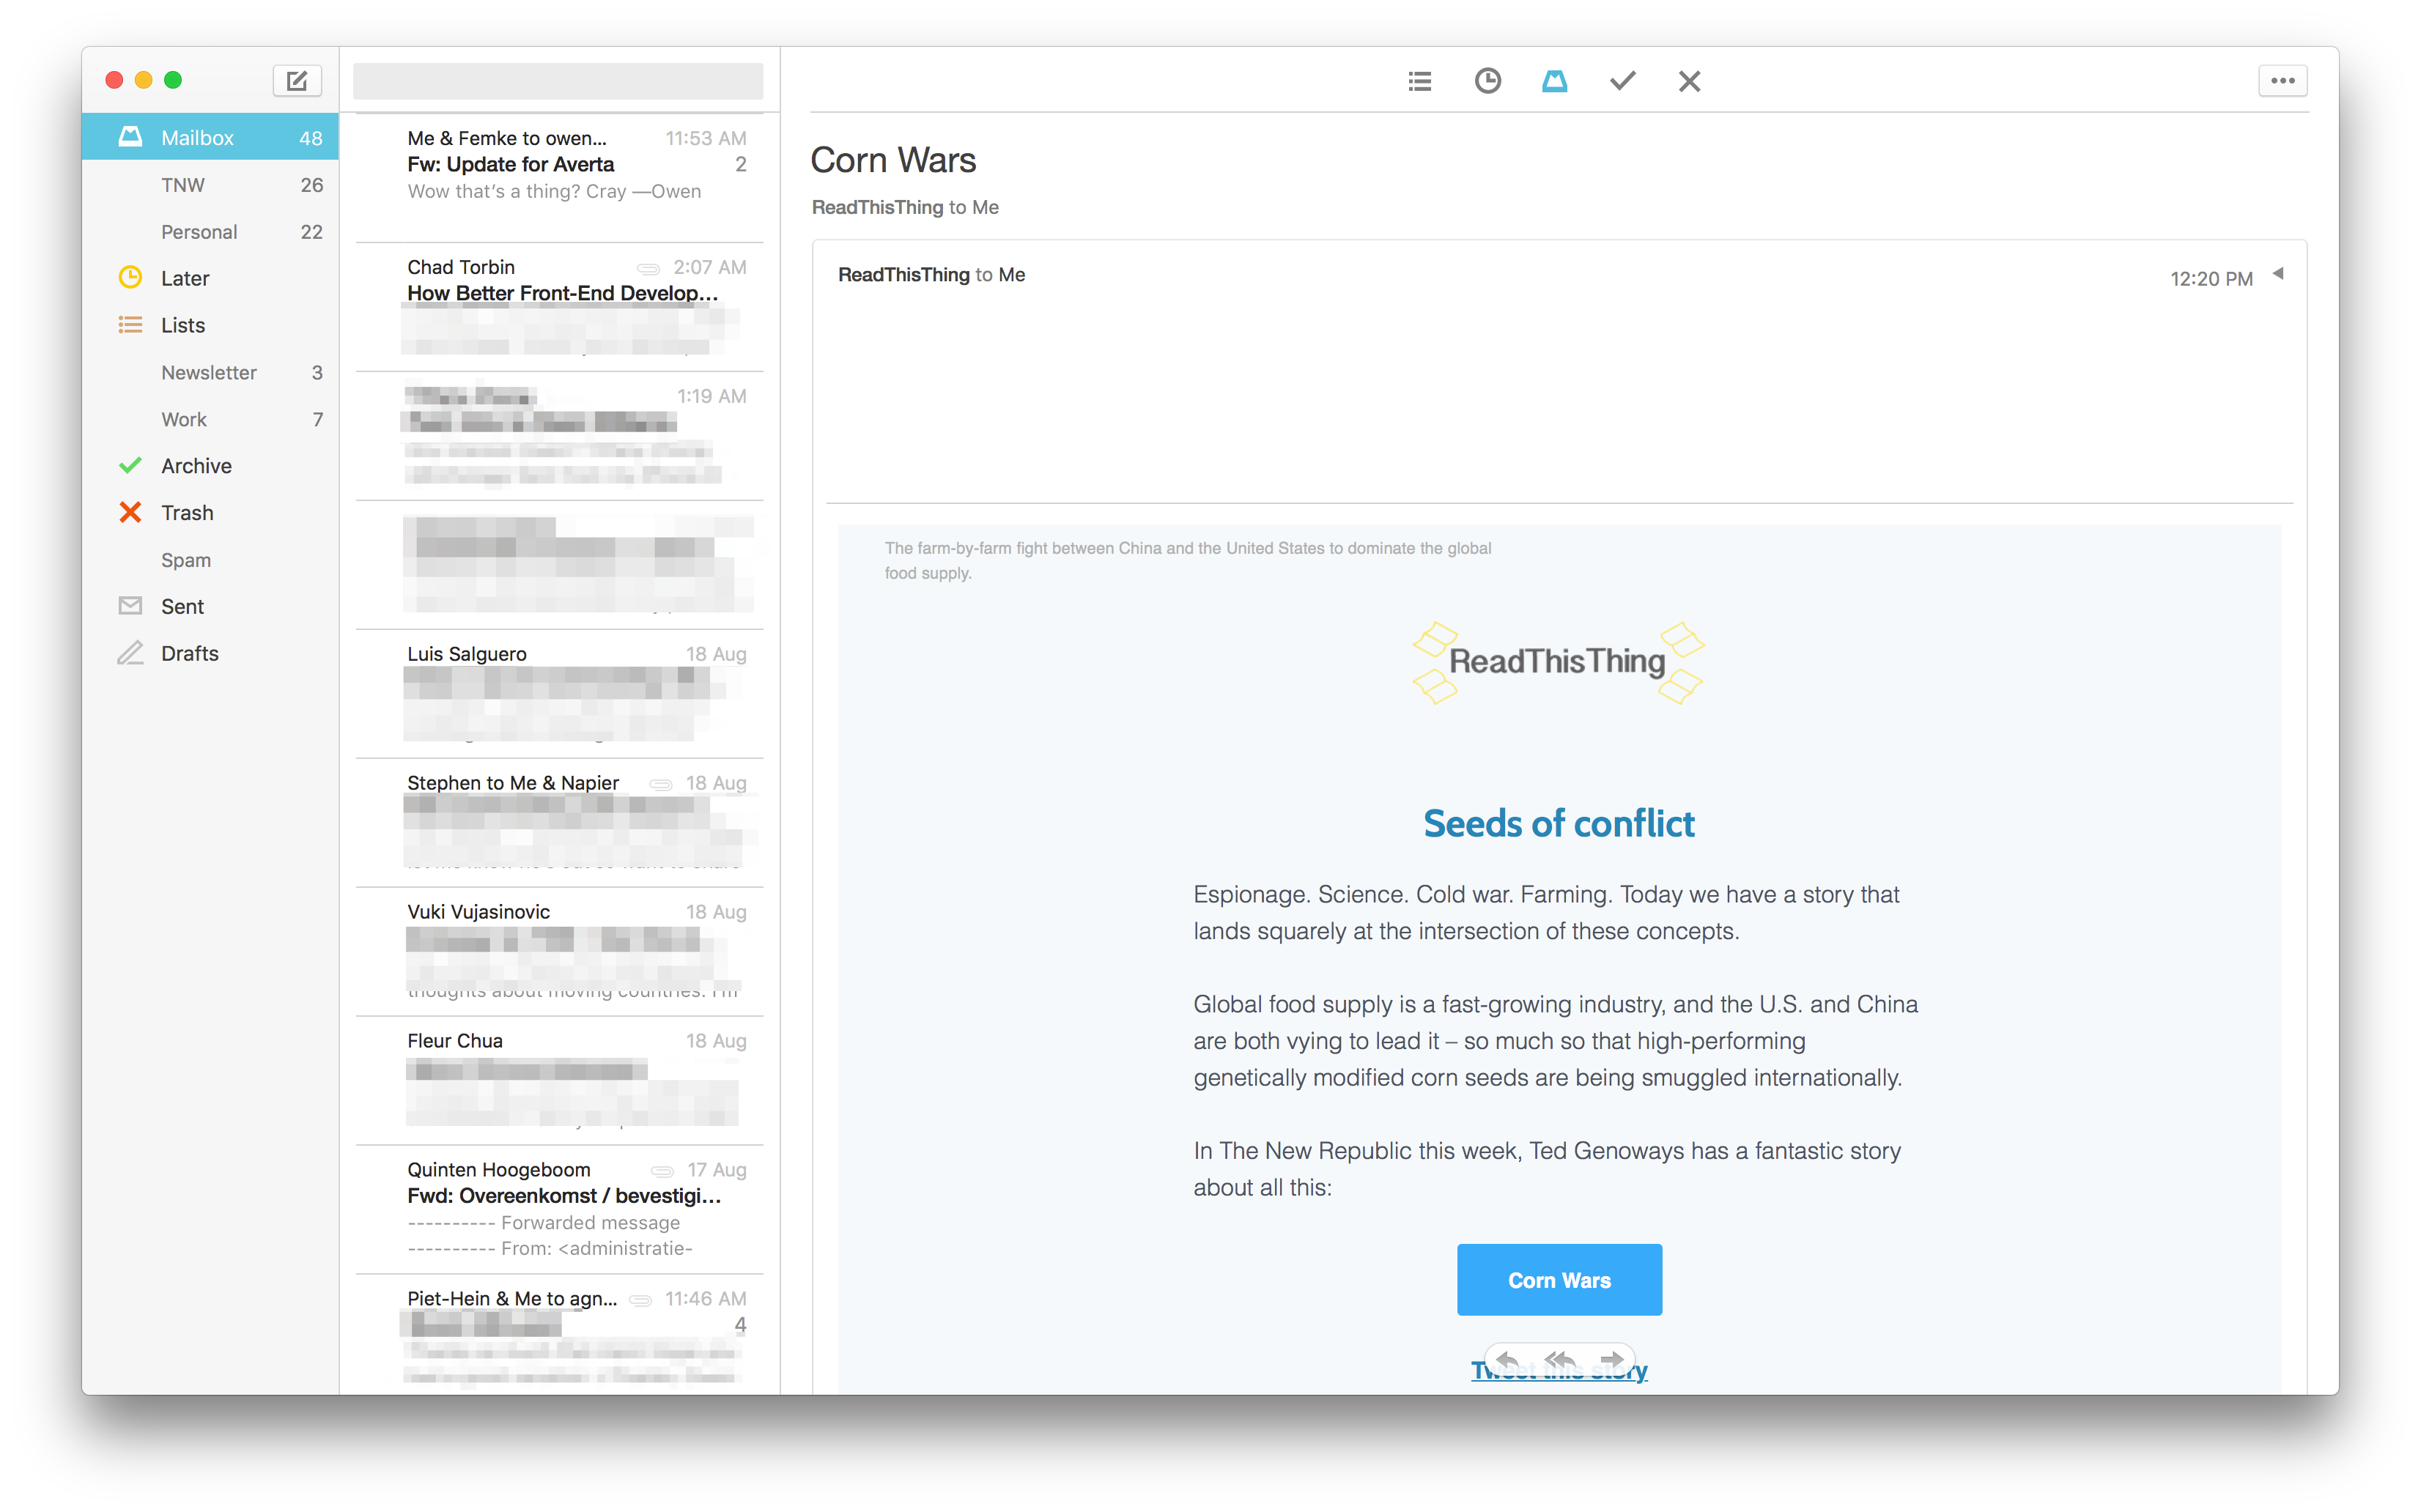 Mailbox 48
TNW 26
Personal 22
Later
Lists
Newsletter 3
Work 7
Archive
Trash
Spam
Sent
Drafts
Me & Femke to owen... 11:53 AM
Fw: Update for Averta 2
Wow that's a thing? Cray —Owen
Chad Torbin 2:07 AM
How Better Front-End Develop...
1:19 AM
Luis Salguero 18 Aug
Stephen to Me & Napier 18 Aug
Vuki Vujasinovic 18 Aug
thoughts about moving countries. I'm
Fleur Chua 18 Aug
Quinten Hoogeboom 17 Aug
Fwd: Overeenkomst / bevestigi...
---------- Forwarded message
---------- From: <administratie-
Piet-Hein & Me to agn... 11:46 AM
4
Corn Wars
ReadThisThing to Me
ReadThisThing to Me 12:20 PM
The farm-by-farm fight between China and the United States to dominate the global
food supply.
ReadThisThing
Seeds of conflict
Espionage. Science. Cold war. Farming. Today we have a story that
lands squarely at the intersection of these concepts.
Global food supply is a fast-growing industry, and the U.S. and China
are both vying to lead it – so much so that high-performing
genetically modified corn seeds are being smuggled internationally.
In The New Republic this week, Ted Genoways has a fantastic story
about all this:
Corn Wars
Tweet this story